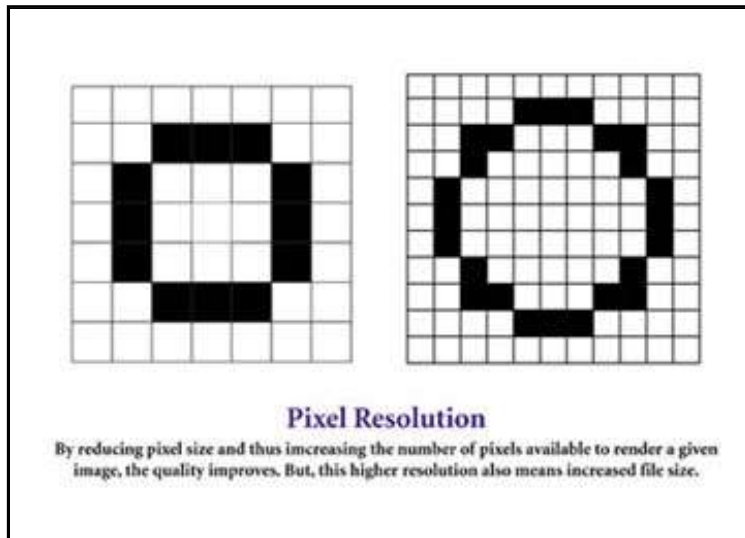 Pixel Resolution
By reducing pixel size and thus imcreasing the number of pixels available to render a given
image, the quality improves. But, this higher resolution also means increased file size.